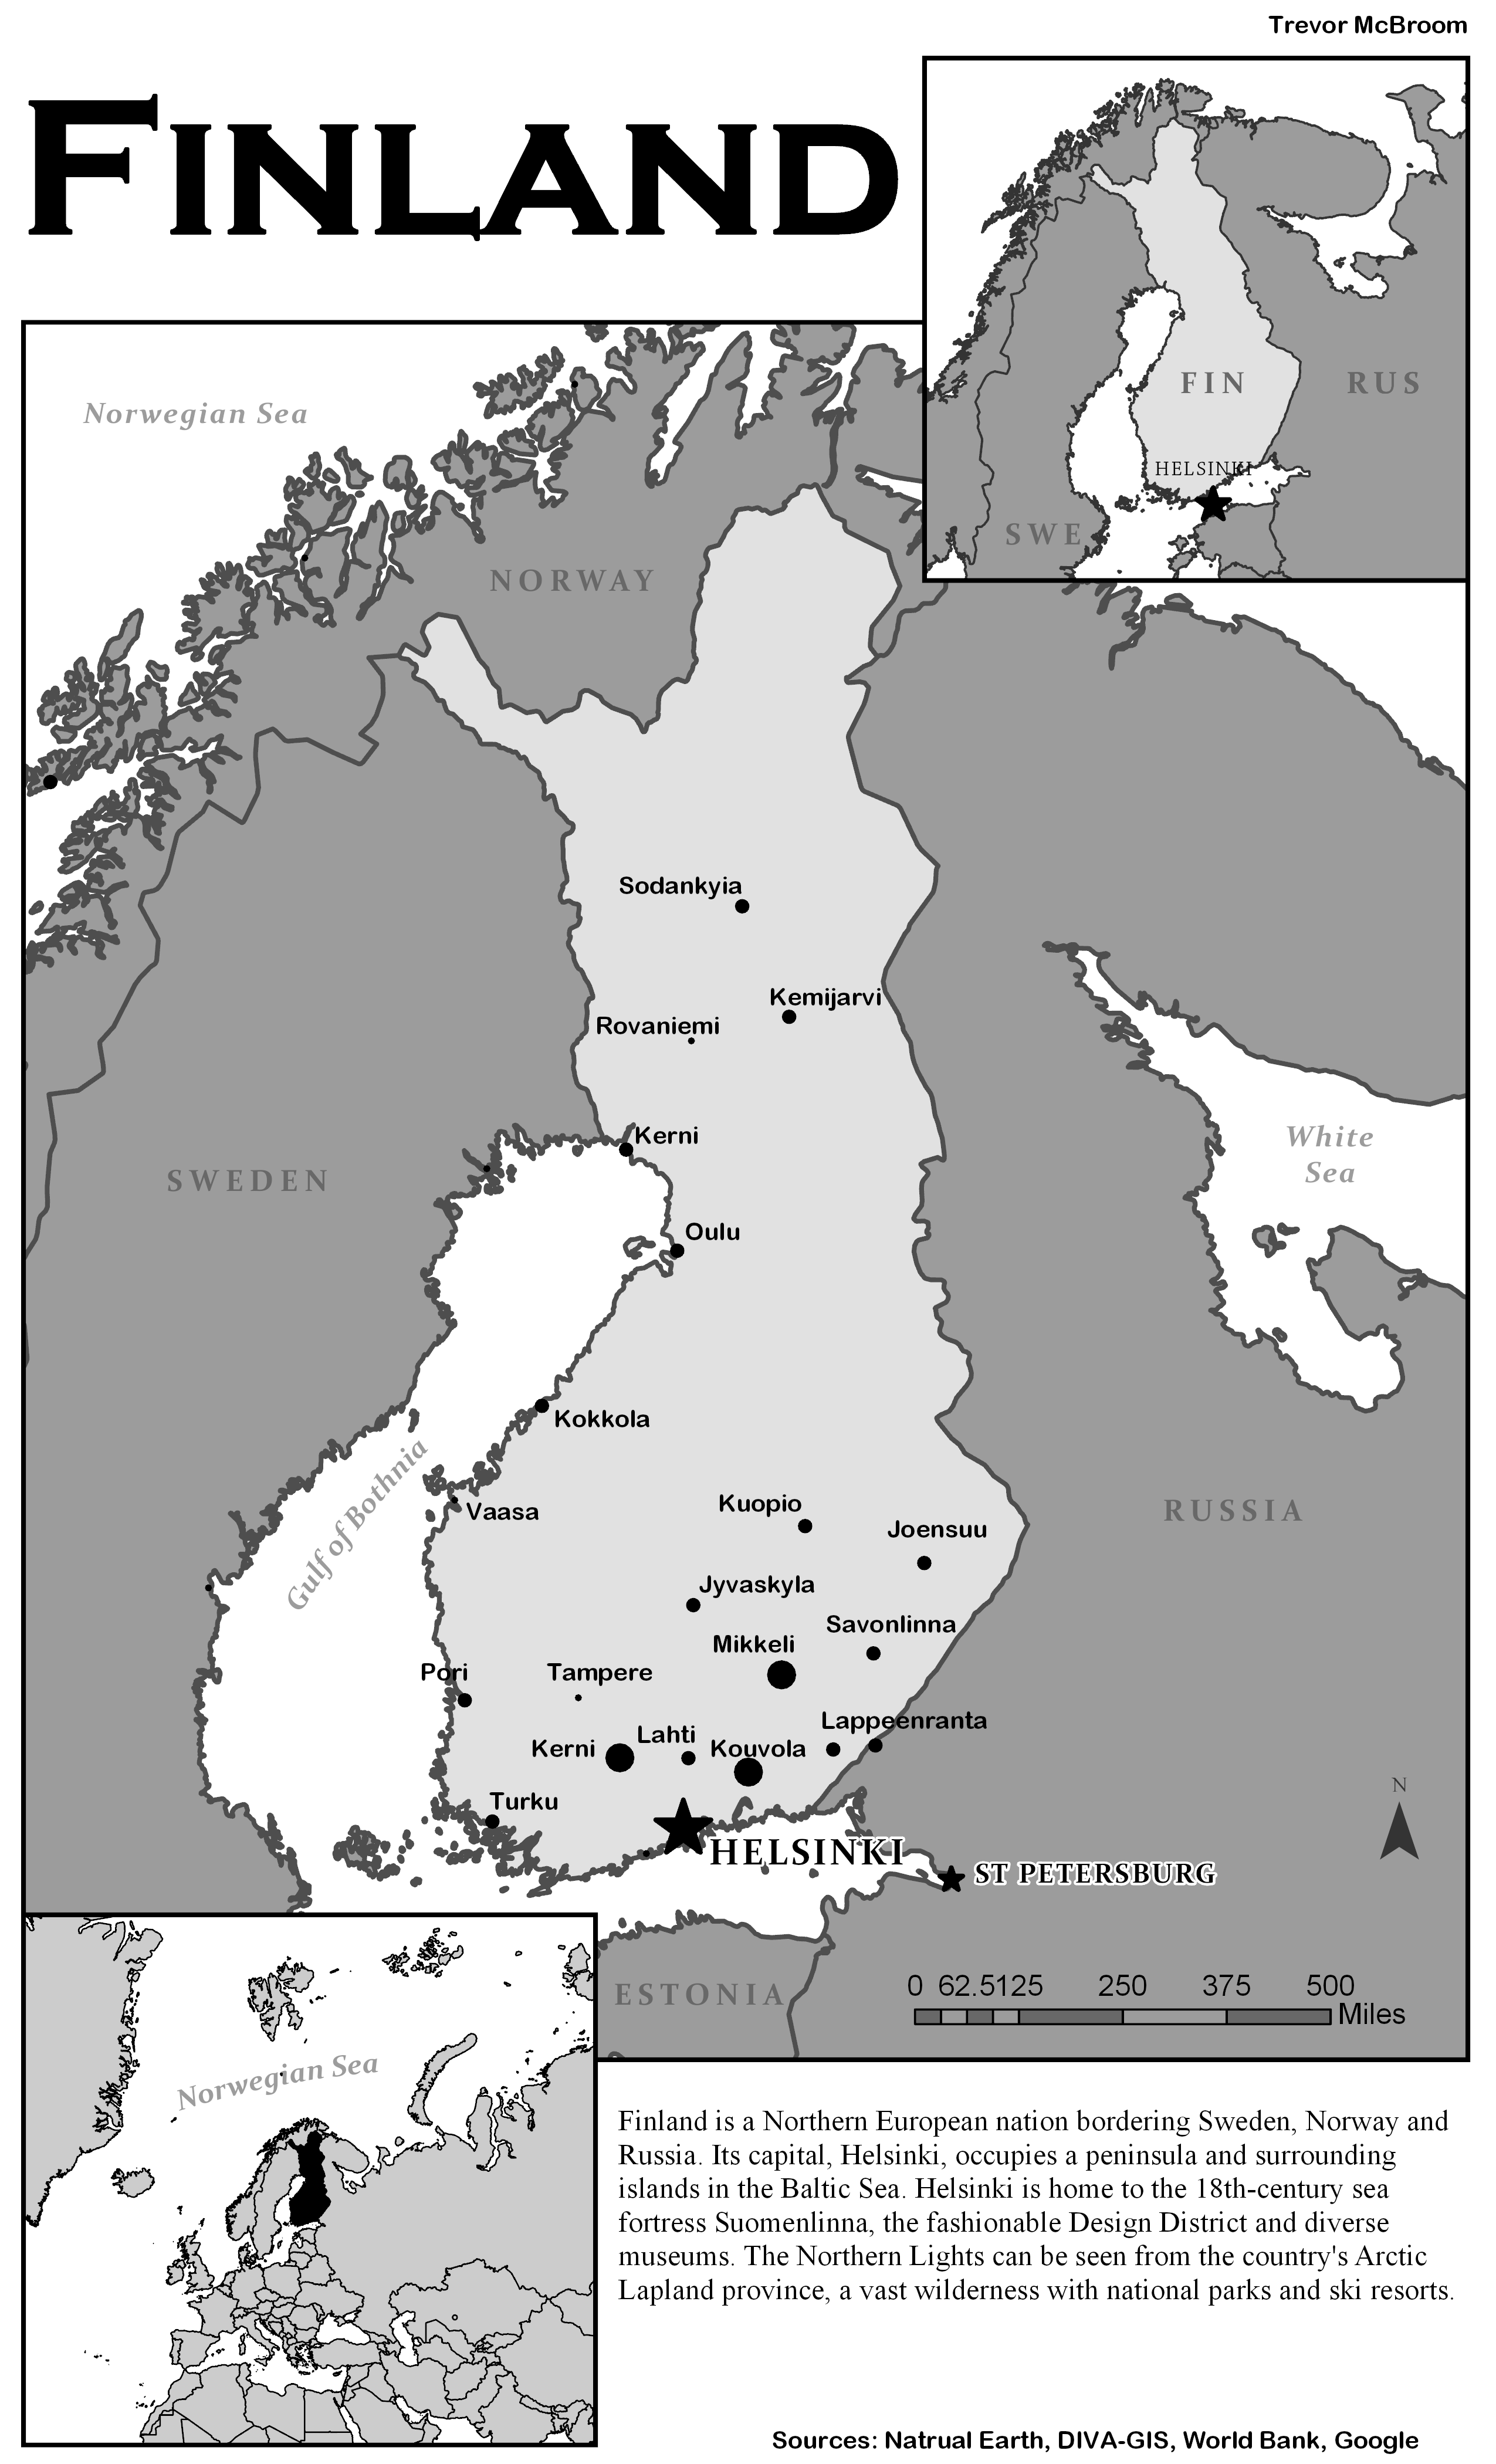 Trevor McBroom
FINLAND
FIN
RUS
HELSINKI
SWE
Norwegian Sea
NORWAY
Sodankyia
Kemijarvi
Rovaniemi
Kerni
SWEDEN
White
Sea
Oulu
Kokkola
Gulf of Bothnia
Vaasa
Kuopio
RUSSIA
Joensuu
Jyvaskyla
Savonlinna
Mikkeli
Pori
Tampere
Lappeenranta
Kerni
Lahti
Kouvola
N
Turku
HELSINKI
ST PETERSBURG
ESTONIA
0 62.5125 250 375 500
Miles
Norwegian Sea
Finland is a Northern European nation bordering Sweden, Norway and
Russia. Its capital, Helsinki, occupies a peninsula and surrounding
islands in the Baltic Sea. Helsinki is home to the 18th-century sea
fortress Suomenlinna, the fashionable Design District and diverse
museums. The Northern Lights can be seen from the country's Arctic
Lapland province, a vast wilderness with national parks and ski resorts.
Sources: Natrual Earth, DIVA-GIS, World Bank, Google